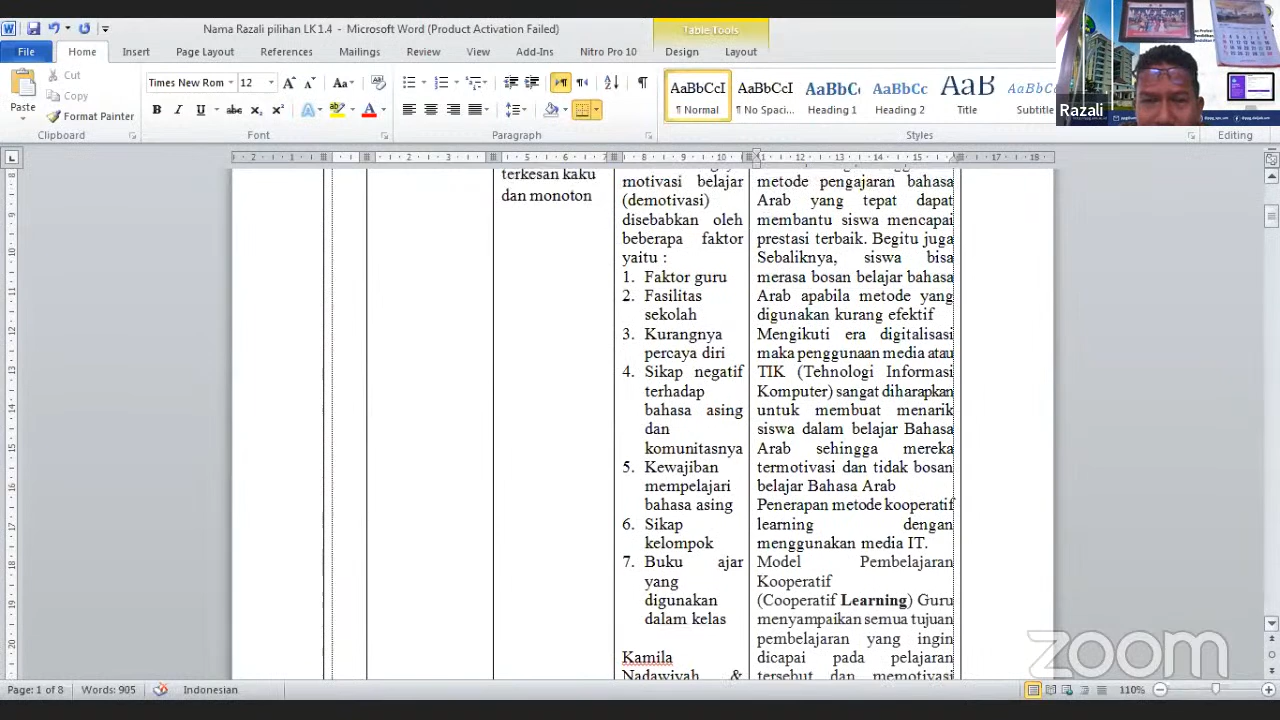 Nama Razali pilihan LK1.4 - Microsoft Word (Product Activation Failed)
Table Tools
File
Home
Insert
Page Layout
References
Mailings
Review
View
Add-Ins
Nitro Pro 10
Design
Layout
Cut
Copy
Paste
Format Painter
Clipboard
Times New Rom
12
Font
Paragraph
AaBbCcI
¶ Normal
AaBbCcI
¶ No Spaci...
AaBbCc
Heading 1
AaBbCc
Heading 2
AaB
Title
AaBbCc
Subtitle
Styles
Editing
Razali
terkesan kaku
dan monoton
motivasi belajar
(demotivasi)
disebabkan oleh
beberapa faktor
yaitu :
1. Faktor guru
2. Fasilitas
sekolah
3. Kurangnya
percaya diri
4. Sikap negatif
terhadap
bahasa asing
dan
komunitasnya
5. Kewajiban
mempelajari
bahasa asing
6. Sikap
kelompok
7. Buku ajar
yang
digunakan
dalam kelas
Kamila
Nadawiyah &
metode pengajaran bahasa
Arab yang tepat dapat
membantu siswa mencapai
prestasi terbaik. Begitu juga
Sebaliknya, siswa bisa
merasa bosan belajar bahasa
Arab apabila metode yang
digunakan kurang efektif
Mengikuti era digitalisasi
maka penggunaan media atau
TIK (Tehnologi Informasi
Komputer) sangat diharapkan
untuk membuat menarik
siswa dalam belajar Bahasa
Arab sehingga mereka
termotivasi dan tidak bosan
belajar Bahasa Arab
Penerapan metode kooperatif
learning dengan
menggunakan media IT.
Model Pembelajaran
Kooperatif
(Cooperatif Learning) Guru
menyampaikan semua tujuan
pembelajaran yang ingin
dicapai pada pelajaran
tersebut dan memotivasi
zoom
Page: 1 of 8
Words: 905
Indonesian
110%